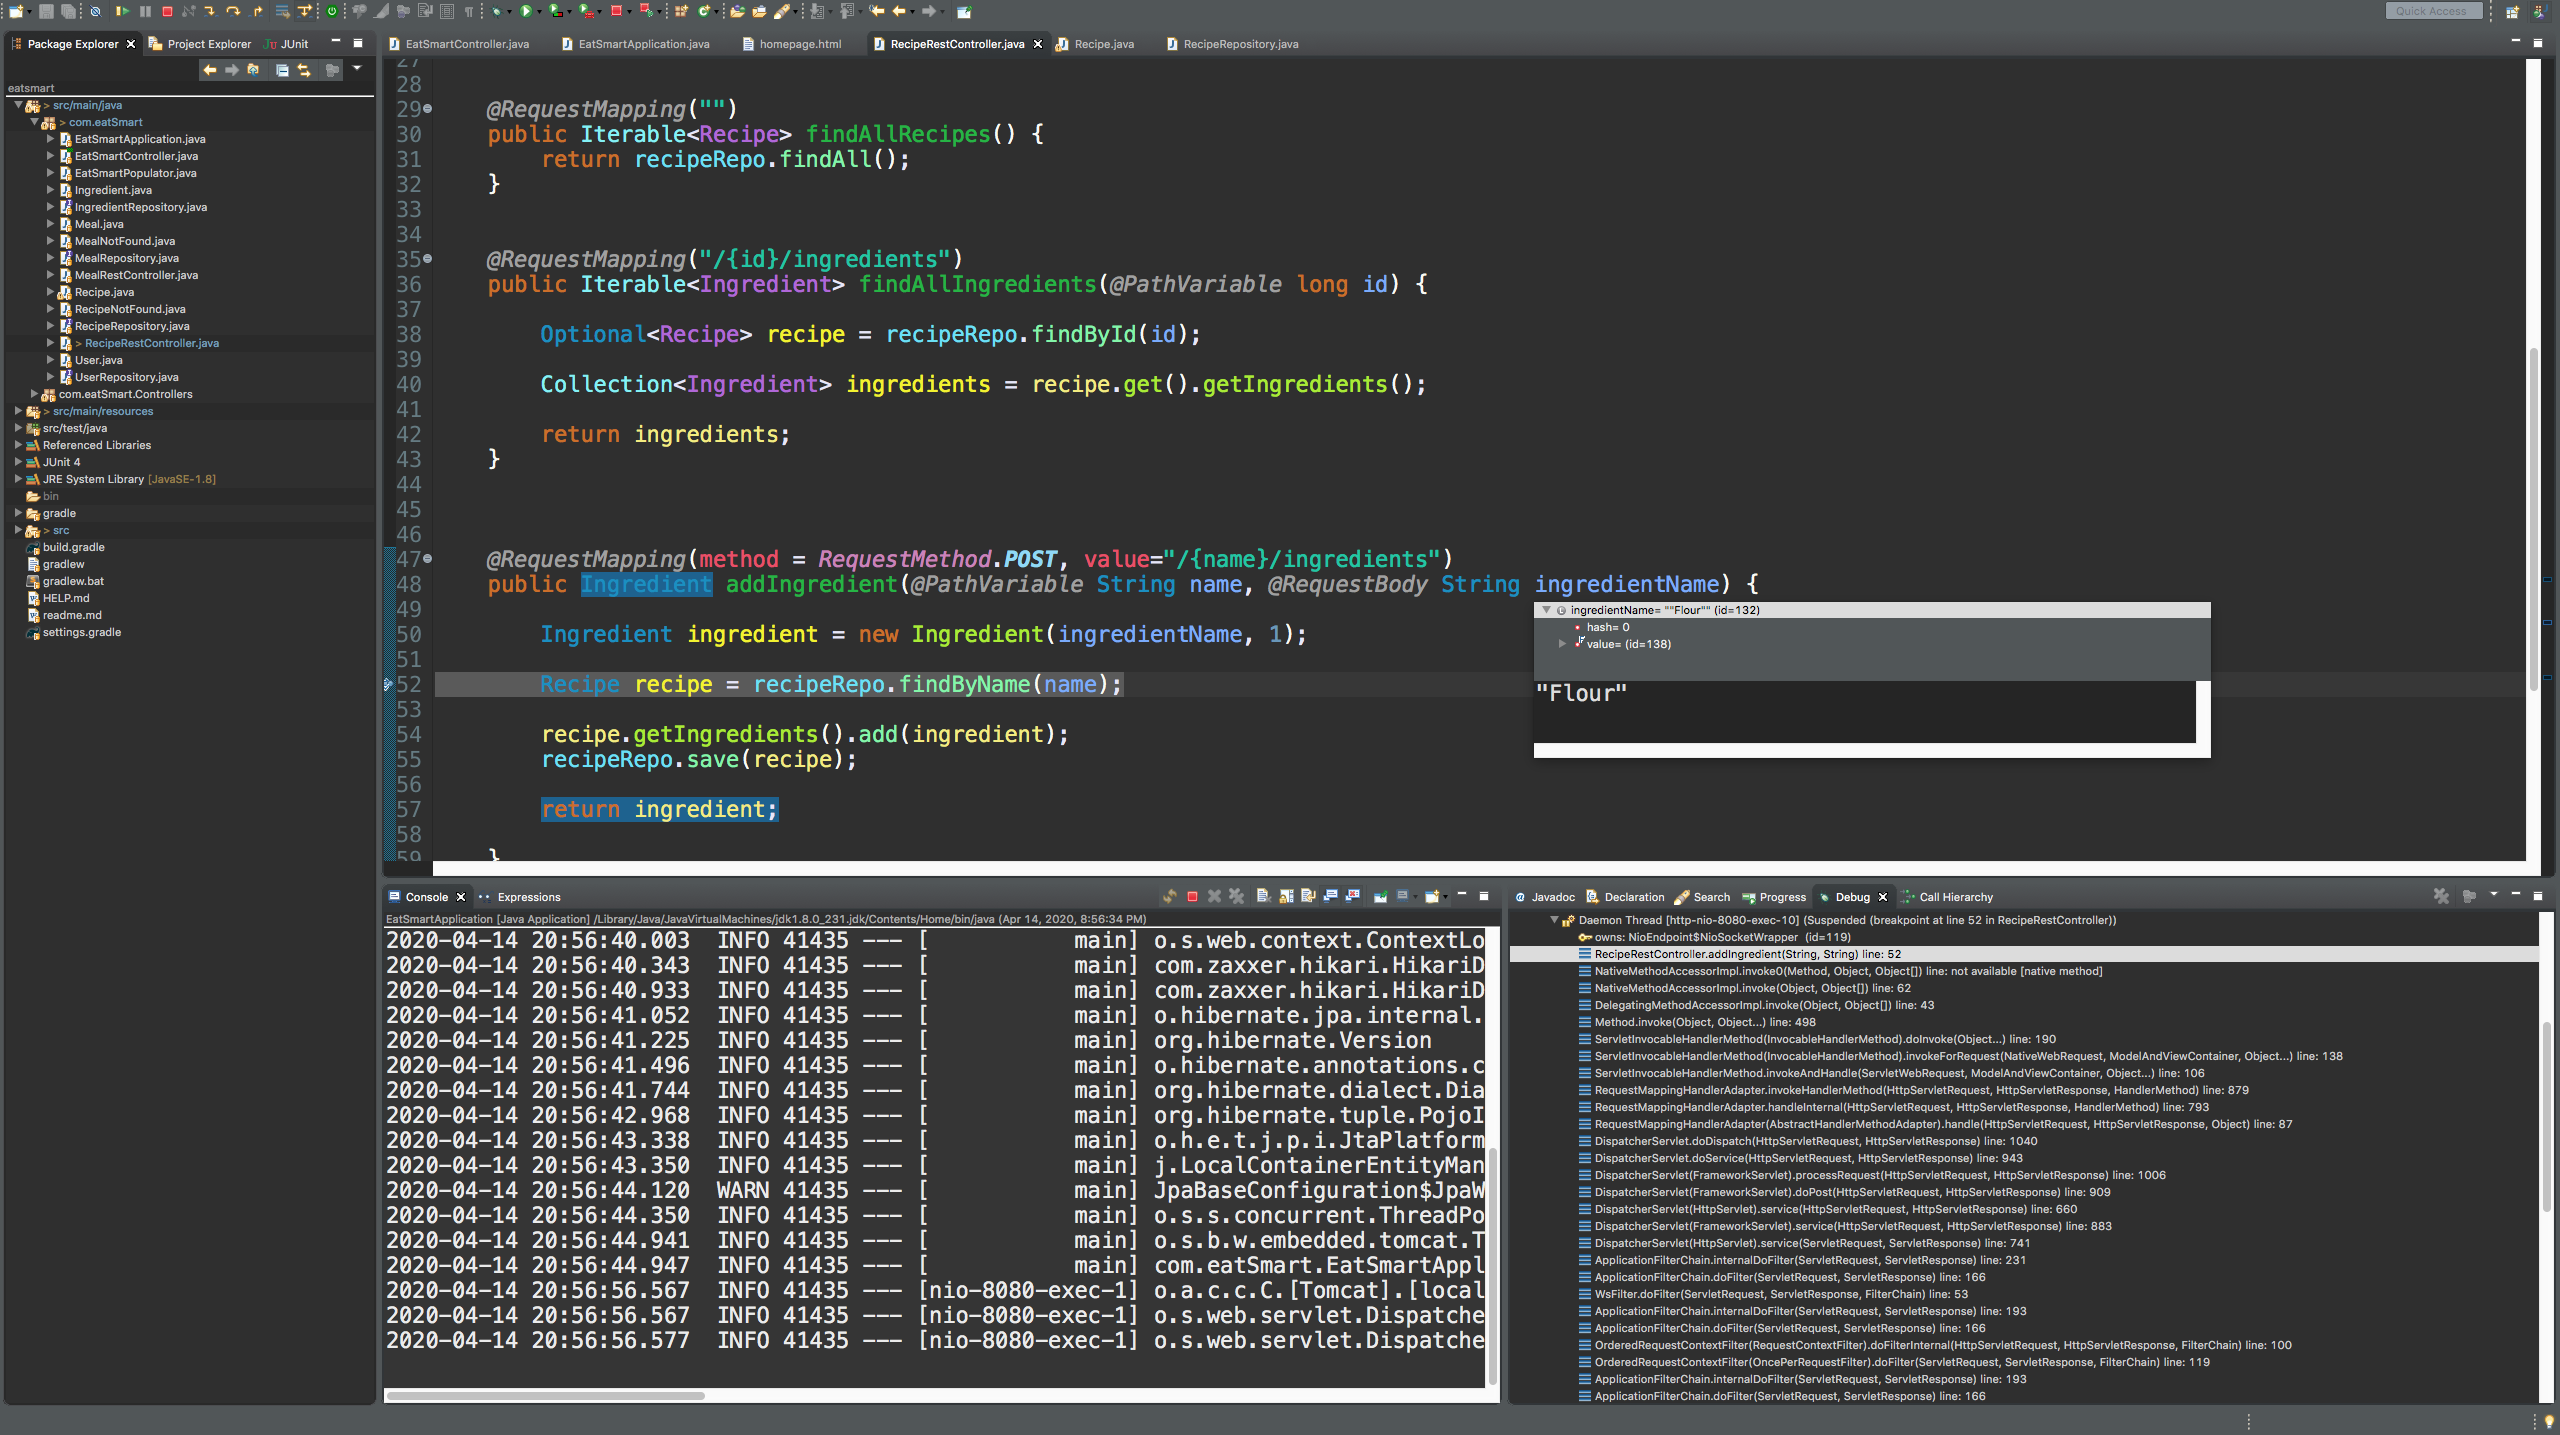 Quick Access
Package Explorer
Project Explorer
JUnit
eatsmart
> src/main/java
> com.eatSmart
EatSmartApplication.java
EatSmartController.java
EatSmartPopulator.java
Ingredient.java
IngredientRepository.java
Meal.java
MealNotFound.java
MealRepository.java
MealRestController.java
Recipe.java
RecipeNotFound.java
RecipeRepository.java
> RecipeRestController.java
User.java
UserRepository.java
com.eatSmart.Controllers
> src/main/resources
src/test/java
Referenced Libraries
JUnit 4
JRE System Library [JavaSE-1.8]
bin
gradle
> src
build.gradle
gradlew
gradlew.bat
HELP.md
readme.md
settings.gradle
EatSmartController.java
EatSmartApplication.java
homepage.html
RecipeRestController.java
Recipe.java
RecipeRepository.java
27
28
29 @RequestMapping("")
30 public Iterable<Recipe> findAllRecipes() {
31 return recipeRepo.findAll();
32 }
33
34
35 @RequestMapping("/{id}/ingredients")
36 public Iterable<Ingredient> findAllIngredients(@PathVariable long id) {
37
38 Optional<Recipe> recipe = recipeRepo.findById(id);
39
40 Collection<Ingredient> ingredients = recipe.get().getIngredients();
41
42 return ingredients;
43 }
44
45
46
47 @RequestMapping(method = RequestMethod.POST, value="/{name}/ingredients")
48 public Ingredient addIngredient(@PathVariable String name, @RequestBody String ingredientName) {
49
50 Ingredient ingredient = new Ingredient(ingredientName, 1);
51
52 Recipe recipe = recipeRepo.findByName(name);
53
54 recipe.getIngredients().add(ingredient);
55 recipeRepo.save(recipe);
56
57 return ingredient;
58
59 }
ingredientName= ""Flour"" (id=132)
hash= 0
value= (id=138)
"Flour"
Console
Expressions
EatSmartApplication [Java Application] /Library/Java/JavaVirtualMachines/jdk1.8.0_231.jdk/Contents/Home/bin/java (Apr 14, 2020, 8:56:34 PM)
2020-04-14 20:56:40.003 INFO 41435 --- [ main] o.s.web.context.ContextLo
2020-04-14 20:56:40.343 INFO 41435 --- [ main] com.zaxxer.hikari.HikariD
2020-04-14 20:56:40.933 INFO 41435 --- [ main] com.zaxxer.hikari.HikariD
2020-04-14 20:56:41.052 INFO 41435 --- [ main] o.hibernate.jpa.internal.
2020-04-14 20:56:41.225 INFO 41435 --- [ main] org.hibernate.Version
2020-04-14 20:56:41.496 INFO 41435 --- [ main] o.hibernate.annotations.c
2020-04-14 20:56:41.744 INFO 41435 --- [ main] org.hibernate.dialect.Dia
2020-04-14 20:56:42.968 INFO 41435 --- [ main] org.hibernate.tuple.PojoI
2020-04-14 20:56:43.338 INFO 41435 --- [ main] o.h.e.t.j.p.i.JtaPlatform
2020-04-14 20:56:43.350 INFO 41435 --- [ main] j.LocalContainerEntityMan
2020-04-14 20:56:44.120 WARN 41435 --- [ main] JpaBaseConfiguration$JpaW
2020-04-14 20:56:44.350 INFO 41435 --- [ main] o.s.s.concurrent.ThreadPo
2020-04-14 20:56:44.941 INFO 41435 --- [ main] o.s.b.w.embedded.tomcat.T
2020-04-14 20:56:44.947 INFO 41435 --- [ main] com.eatSmart.EatSmartAppl
2020-04-14 20:56:56.567 INFO 41435 --- [nio-8080-exec-1] o.a.c.c.C.[Tomcat].[local
2020-04-14 20:56:56.567 INFO 41435 --- [nio-8080-exec-1] o.s.web.servlet.Dispatche
2020-04-14 20:56:56.577 INFO 41435 --- [nio-8080-exec-1] o.s.web.servlet.Dispatche
Javadoc
Declaration
Search
Progress
Debug
Call Hierarchy
Daemon Thread [http-nio-8080-exec-10] (Suspended (breakpoint at line 52 in RecipeRestController))
owns: NioEndpoint$NioSocketWrapper (id=119)
RecipeRestController.addIngredient(String, String) line: 52
NativeMethodAccessorImpl.invoke0(Method, Object, Object[]) line: not available [native method]
NativeMethodAccessorImpl.invoke(Object, Object[]) line: 62
DelegatingMethodAccessorImpl.invoke(Object, Object[]) line: 43
Method.invoke(Object, Object...) line: 498
ServletInvocableHandlerMethod(InvocableHandlerMethod).doInvoke(Object...) line: 190
ServletInvocableHandlerMethod(InvocableHandlerMethod).invokeForRequest(NativeWebRequest, ModelAndViewContainer, Object...) line: 138
ServletInvocableHandlerMethod.invokeAndHandle(ServletWebRequest, ModelAndViewContainer, Object...) line: 106
RequestMappingHandlerAdapter.invokeHandlerMethod(HttpServletRequest, HttpServletResponse, HandlerMethod) line: 879
RequestMappingHandlerAdapter.handleInternal(HttpServletRequest, HttpServletResponse, HandlerMethod) line: 793
RequestMappingHandlerAdapter(AbstractHandlerMethodAdapter).handle(HttpServletRequest, HttpServletResponse, Object) line: 87
DispatcherServlet.doDispatch(HttpServletRequest, HttpServletResponse) line: 1040
DispatcherServlet.doService(HttpServletRequest, HttpServletResponse) line: 943
DispatcherServlet(FrameworkServlet).processRequest(HttpServletRequest, HttpServletResponse) line: 1006
DispatcherServlet(FrameworkServlet).doPost(HttpServletRequest, HttpServletResponse) line: 909
DispatcherServlet(HttpServlet).service(HttpServletRequest, HttpServletResponse) line: 660
DispatcherServlet(FrameworkServlet).service(HttpServletRequest, HttpServletResponse) line: 883
DispatcherServlet(HttpServlet).service(ServletRequest, ServletResponse) line: 741
ApplicationFilterChain.internalDoFilter(ServletRequest, ServletResponse) line: 231
ApplicationFilterChain.doFilter(ServletRequest, ServletResponse) line: 166
WsFilter.doFilter(ServletRequest, ServletResponse, FilterChain) line: 53
ApplicationFilterChain.internalDoFilter(ServletRequest, ServletResponse) line: 193
ApplicationFilterChain.doFilter(ServletRequest, ServletResponse) line: 166
OrderedRequestContextFilter(RequestContextFilter).doFilterInternal(HttpServletRequest, HttpServletResponse, FilterChain) line: 100
OrderedRequestContextFilter(OncePerRequestFilter).doFilter(ServletRequest, ServletResponse, FilterChain) line: 119
ApplicationFilterChain.internalDoFilter(ServletRequest, ServletResponse) line: 193
ApplicationFilterChain.doFilter(ServletRequest, ServletResponse) line: 166